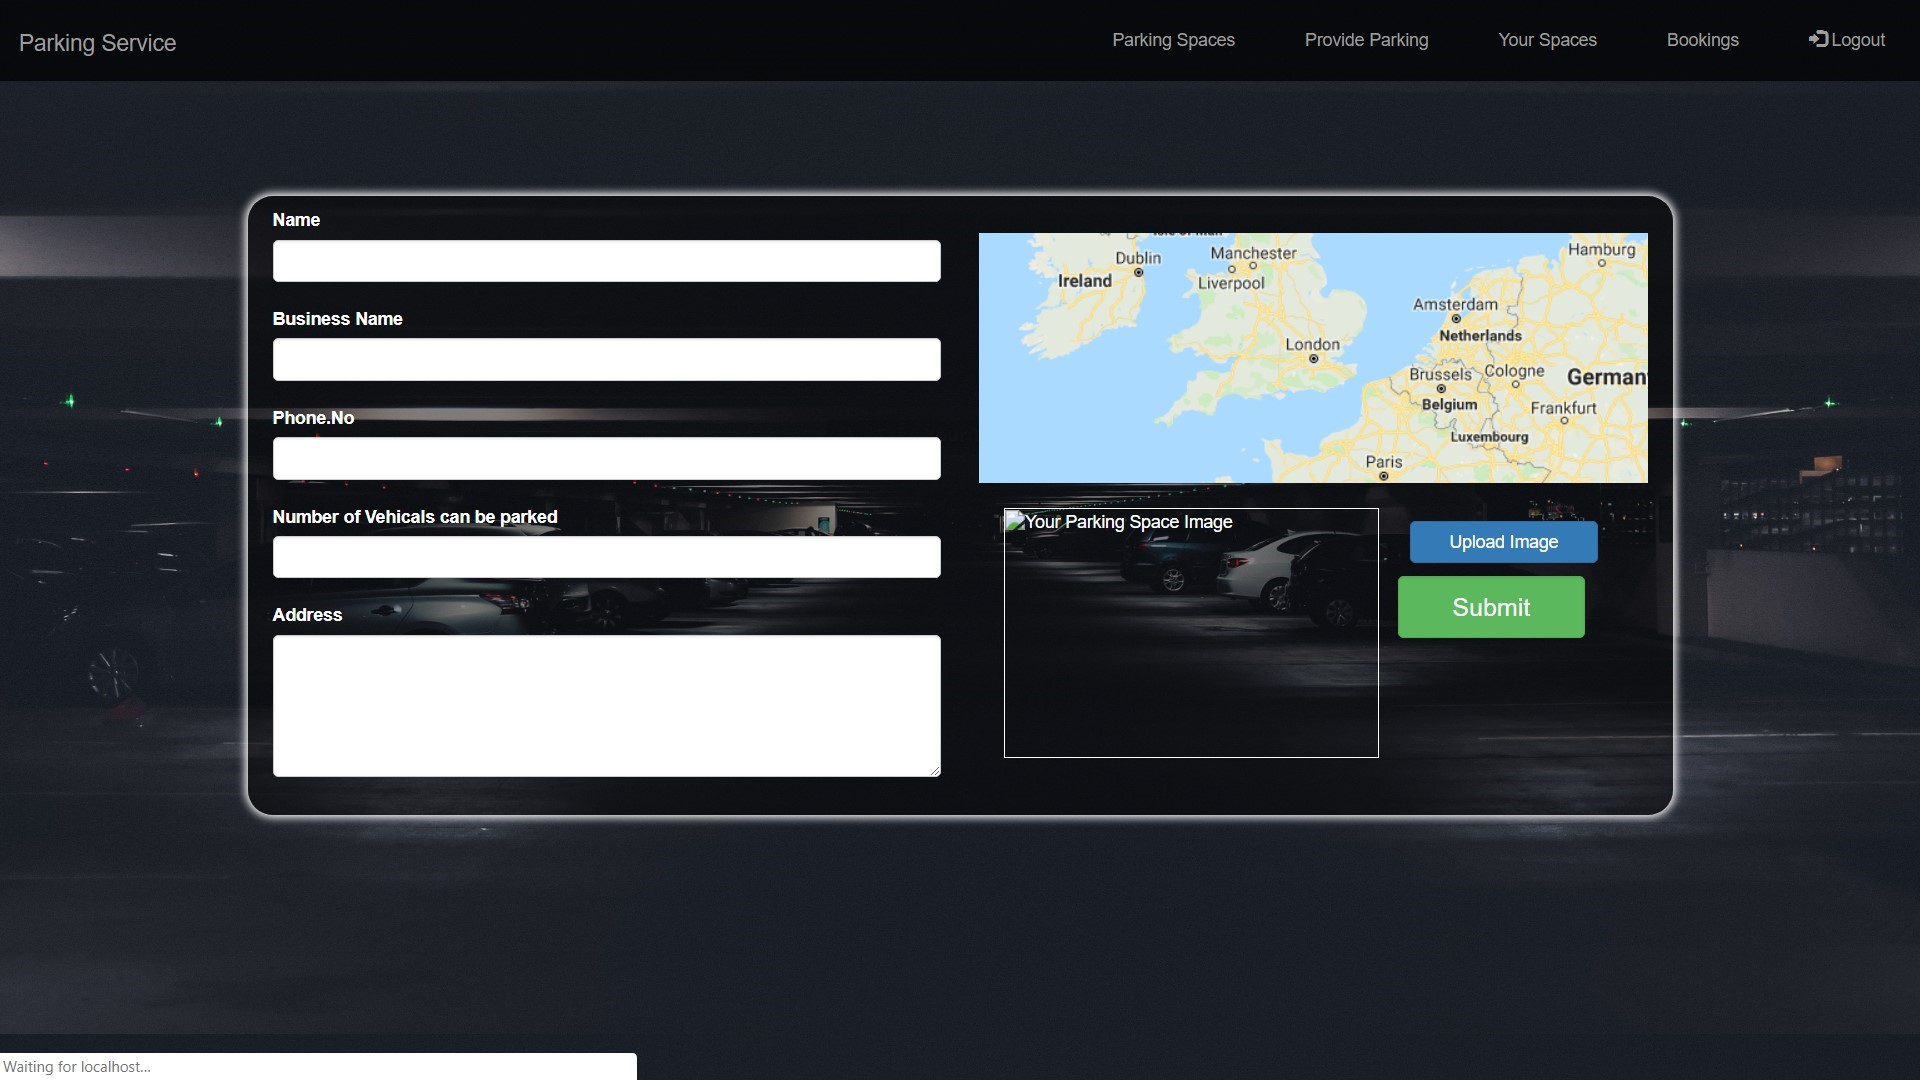 Parking Service
Parking Spaces
Provide Parking
Your Spaces
Bookings
Logout
Name
Business Name
Phone.No
Number of Vehicals can be parked
Address
Dublin
Manchester
Hamburg
Ireland
Liverpool
Amsterdam
Netherlands
London
Brussels
Cologne
German
Belgium
Frankfurt
Luxembourg
Paris
Your Parking Space Image
Upload Image
Submit
Waiting for localhost...